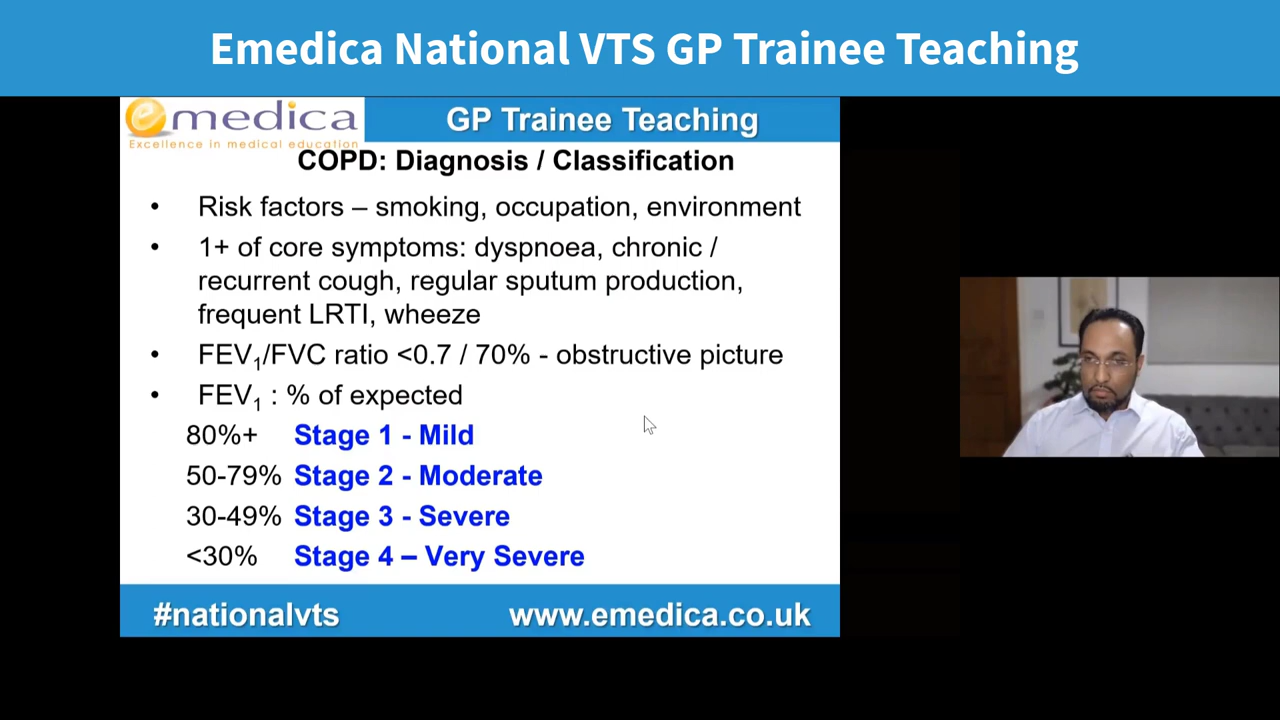 Emedica National VTS GP Trainee Teaching
emedica
Excellence in medical education
GP Trainee Teaching
COPD: Diagnosis / Classification
• Risk factors – smoking, occupation, environment
• 1+ of core symptoms: dyspnoea, chronic /
recurrent cough, regular sputum production,
frequent LRTI, wheeze
• FEV₁/FVC ratio <0.7 / 70% - obstructive picture
• FEV₁ : % of expected
80%+ Stage 1 - Mild
50-79% Stage 2 - Moderate
30-49% Stage 3 - Severe
<30% Stage 4 – Very Severe
#nationalvts
www.emedica.co.uk